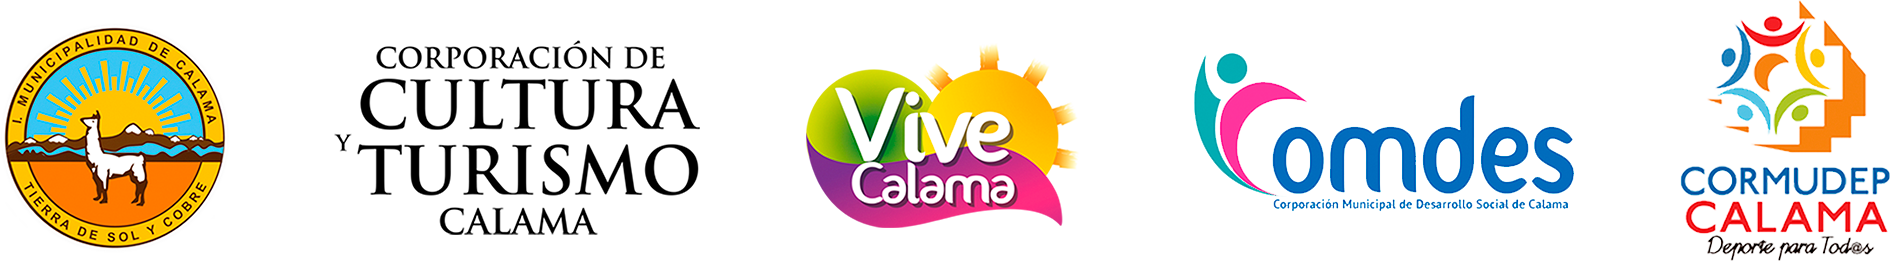 I. MUNICIPALIDAD DE CALAMA
TIERRA DE SOL Y COBRE
CORPORACIÓN DE
CULTURA
Y TURISMO
CALAMA
Vive
Calama
Comdes
Corporación Municipal de Desarrollo Social de Calama
CORMUDEP
CALAMA
Deporte para Tod@s